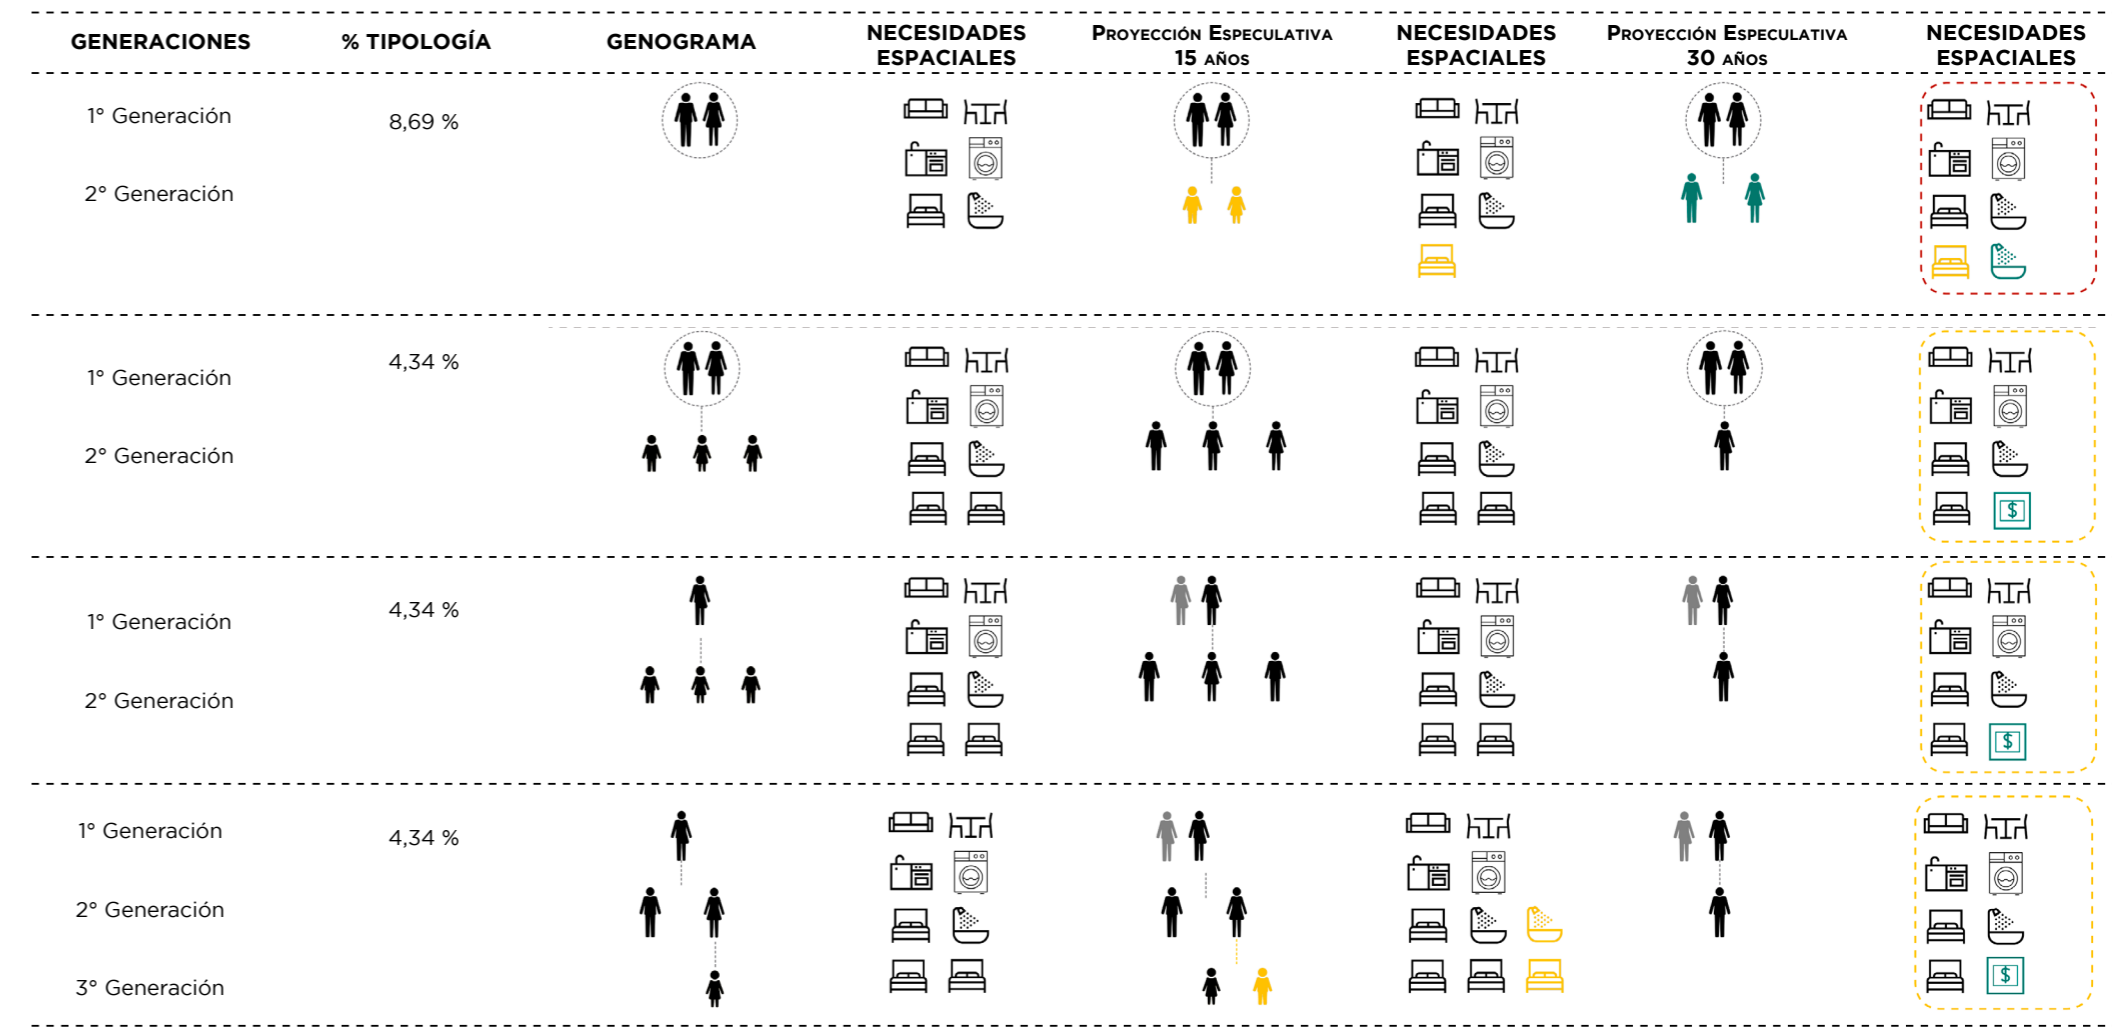 GENERACIONES
% TIPOLOGÍA
GENOGRAMA
NECESIDADES
ESPACIALES
PROYECCIÓN ESPECULATIVA
15 AÑOS
NECESIDADES
ESPACIALES
PROYECCIÓN ESPECULATIVA
30 AÑOS
NECESIDADES
ESPACIALES
1° Generación
8,69 %
2° Generación
4,34 %
1° Generación
2° Generación
$
1° Generación
4,34 %
2° Generación
$
1° Generación
4,34 %
2° Generación
3° Generación
$